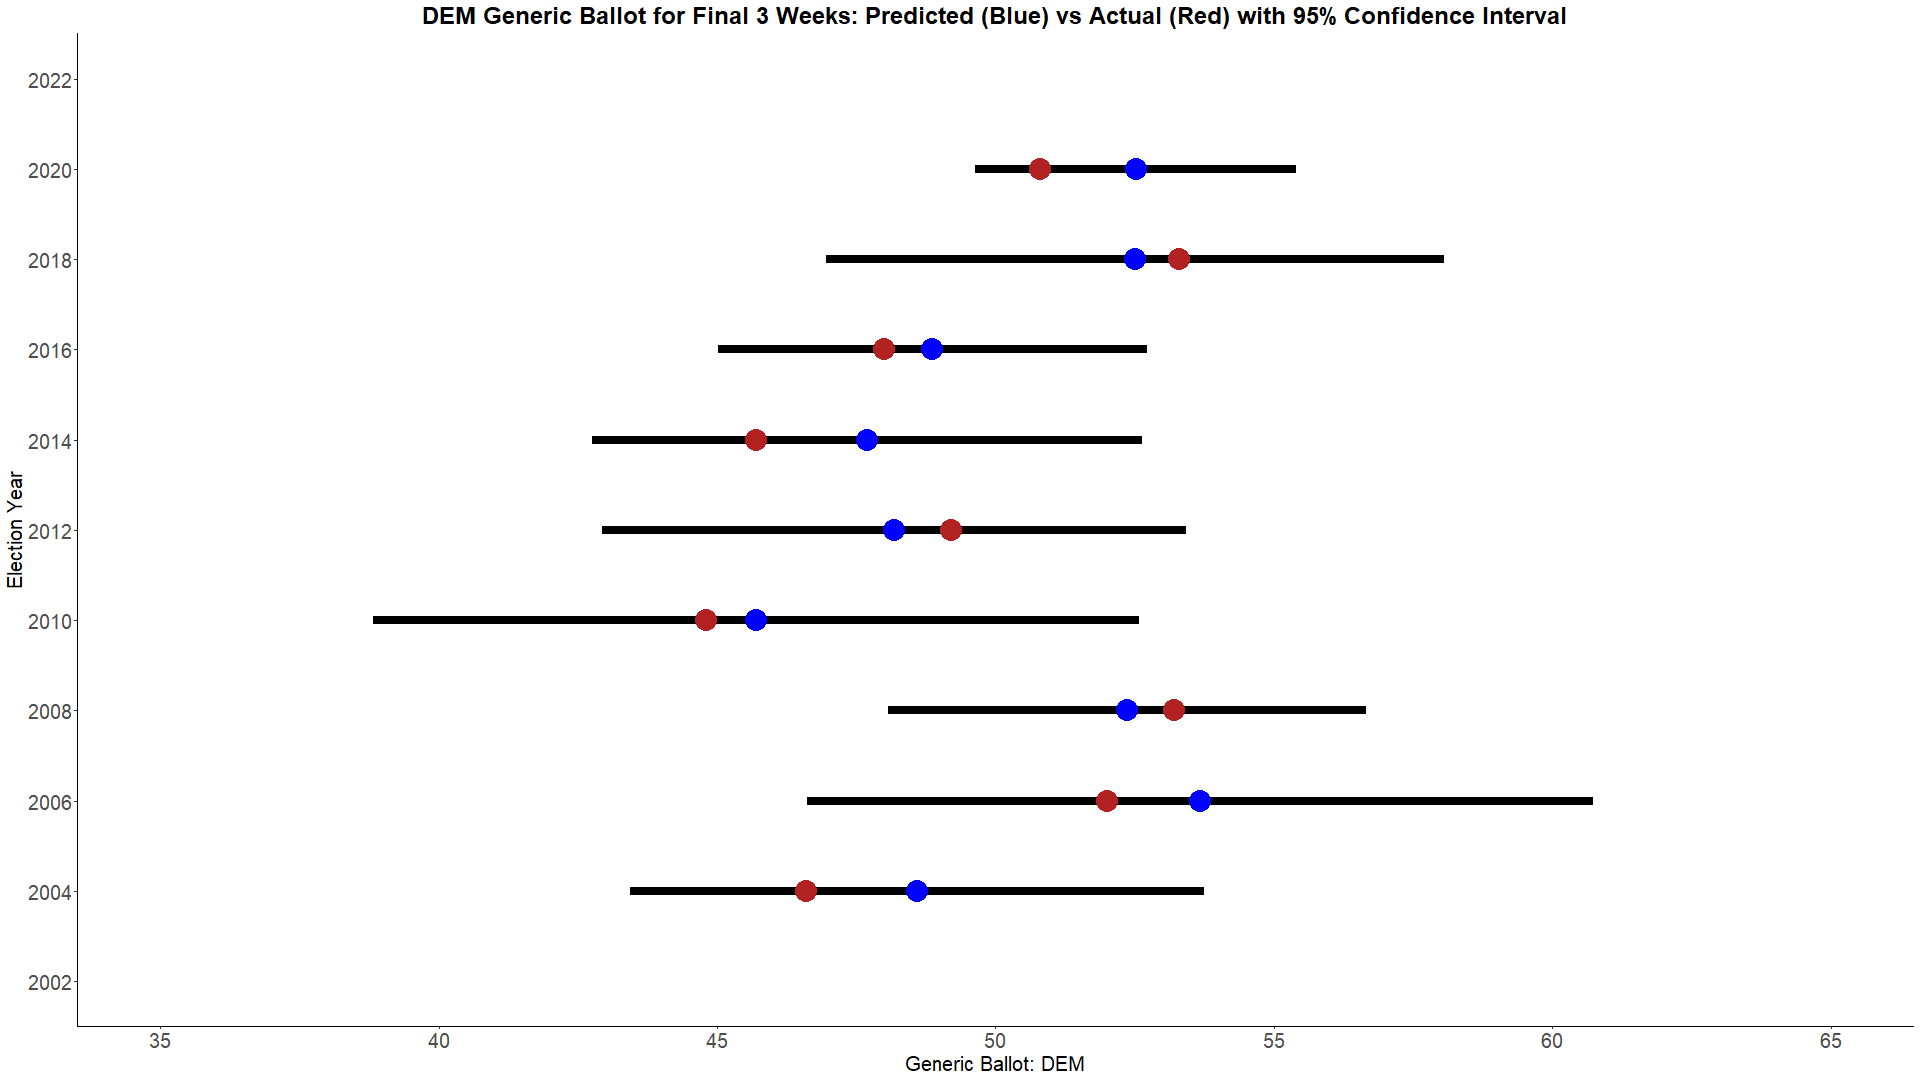 DEM Generic Ballot for Final 3 Weeks: Predicted (Blue) vs Actual (Red) with 95% Confidence Interval
Election Year
2022
2020
2018
2016
2014
2012
2010
2008
2006
2004
2002
35 40 45 50 55 60 65
Generic Ballot: DEM